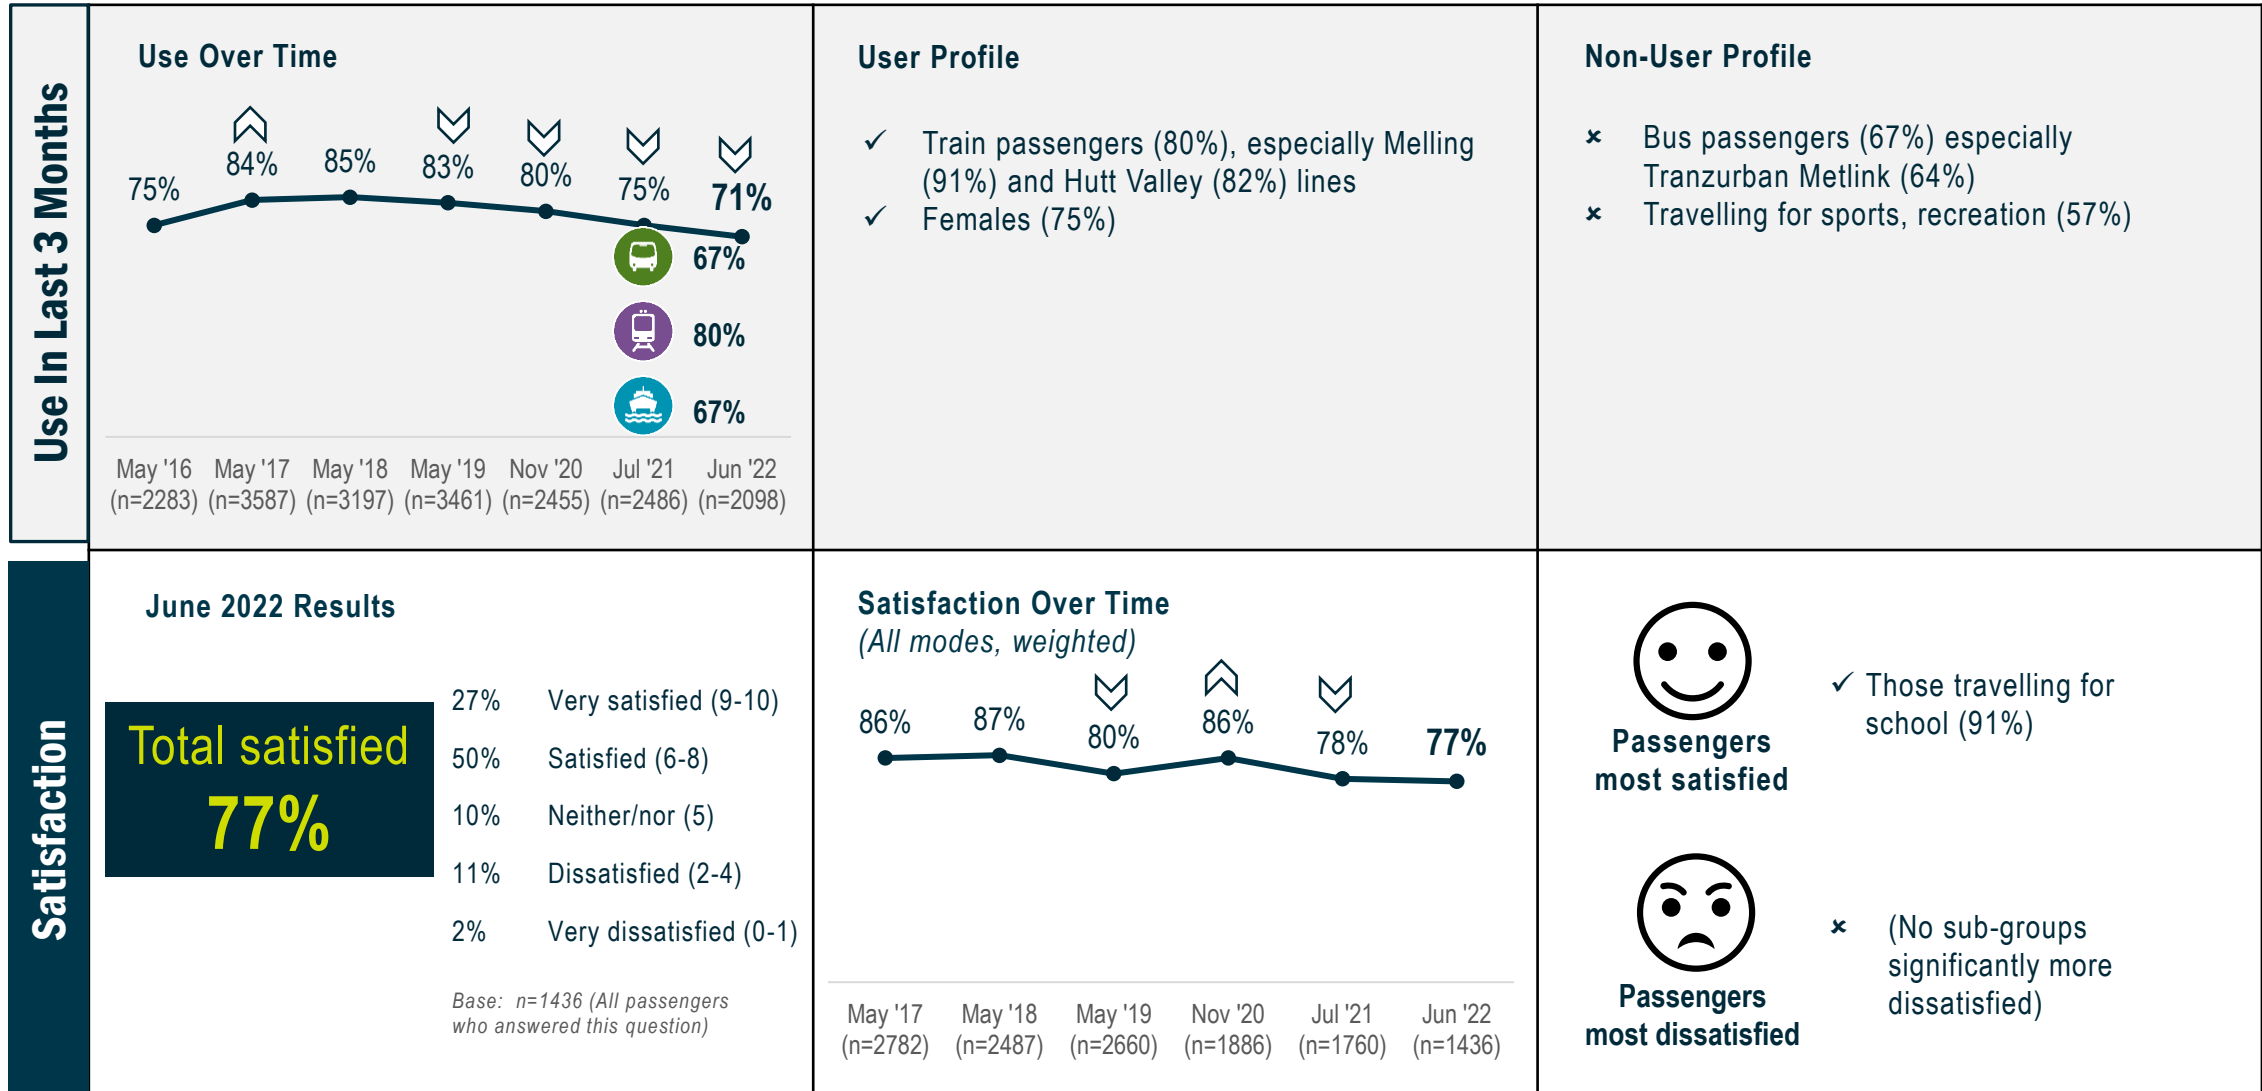 Use In Last 3 Months
Use Over Time
75%
84%
85%
83%
80%
75%
71%
67%
80%
67%
May '16
(n=2283)
May '17
(n=3587)
May '18
(n=3197)
May '19
(n=3461)
Nov '20
(n=2455)
Jul '21
(n=2486)
Jun '22
(n=2098)
User Profile
✓ Train passengers (80%), especially Melling
(91%) and Hutt Valley (82%) lines
✓ Females (75%)
Non-User Profile
× Bus passengers (67%) especially
Tranzurban Metlink (64%)
× Travelling for sports, recreation (57%)
Satisfaction
June 2022 Results
Total satisfied
77%
27% Very satisfied (9-10)
50% Satisfied (6-8)
10% Neither/nor (5)
11% Dissatisfied (2-4)
2% Very dissatisfied (0-1)
Base: n=1436 (All passengers
who answered this question)
Satisfaction Over Time
(All modes, weighted)
86%
87%
80%
86%
78%
77%
May '17
(n=2782)
May '18
(n=2487)
May '19
(n=2660)
Nov '20
(n=1886)
Jul '21
(n=1760)
Jun '22
(n=1436)
Passengers
most satisfied
✓ Those travelling for
school (91%)
Passengers
most dissatisfied
× (No sub-groups
significantly more
dissatisfied)